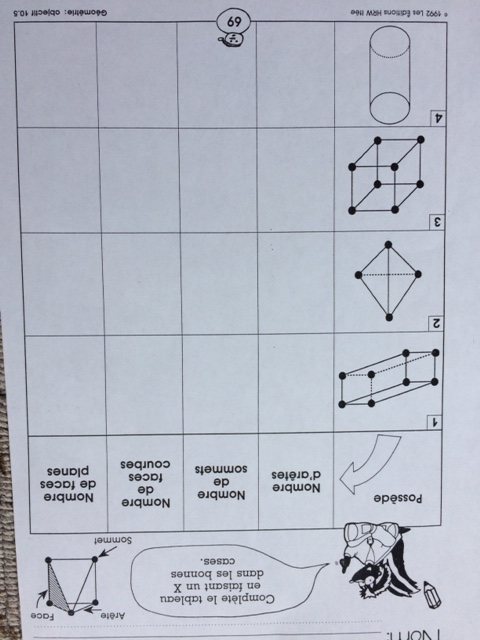 Nom:
Complète le tableau
en faisant un X
dans les bonnes
cases.
Arête
Face
Sommet
Possède
Nombre
d'arêtes
Nombre
de
sommets
Nombre
de
faces
courbes
Nombre
de faces
planes
1
2
3
4
© 1992 Les Éditions HRW ltée
69
Géométrie: objectif 10.5